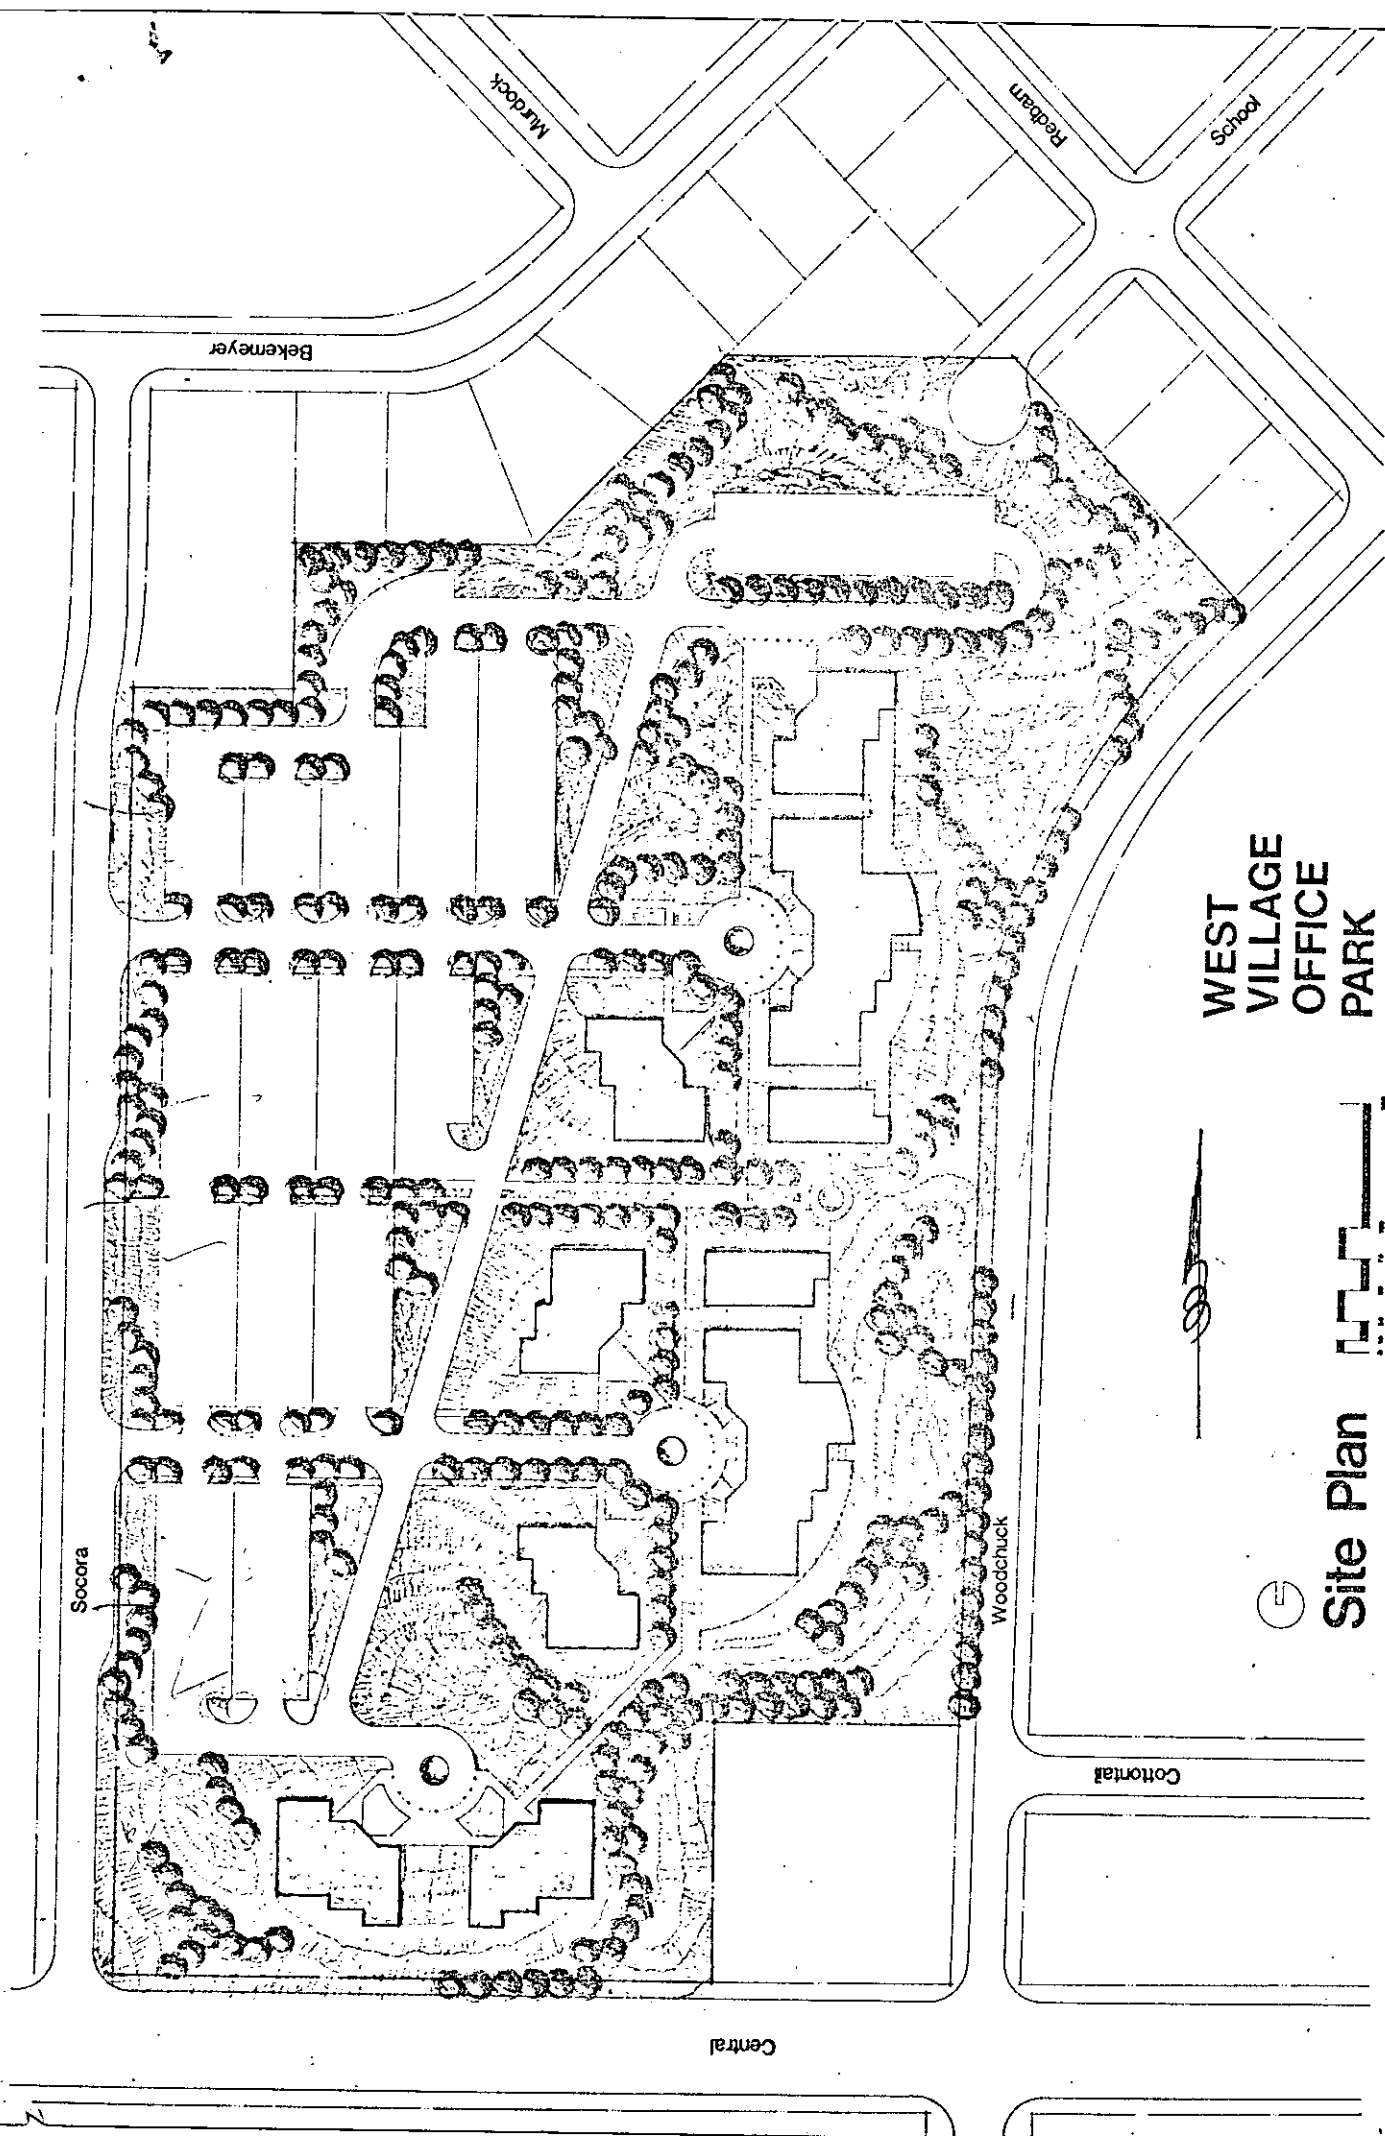 Murdock
Redbarn
School
Bekemeyer
Socora
Woodchuck
Cottontail
Central
WEST
VILLAGE
OFFICE
PARK
Site Plan